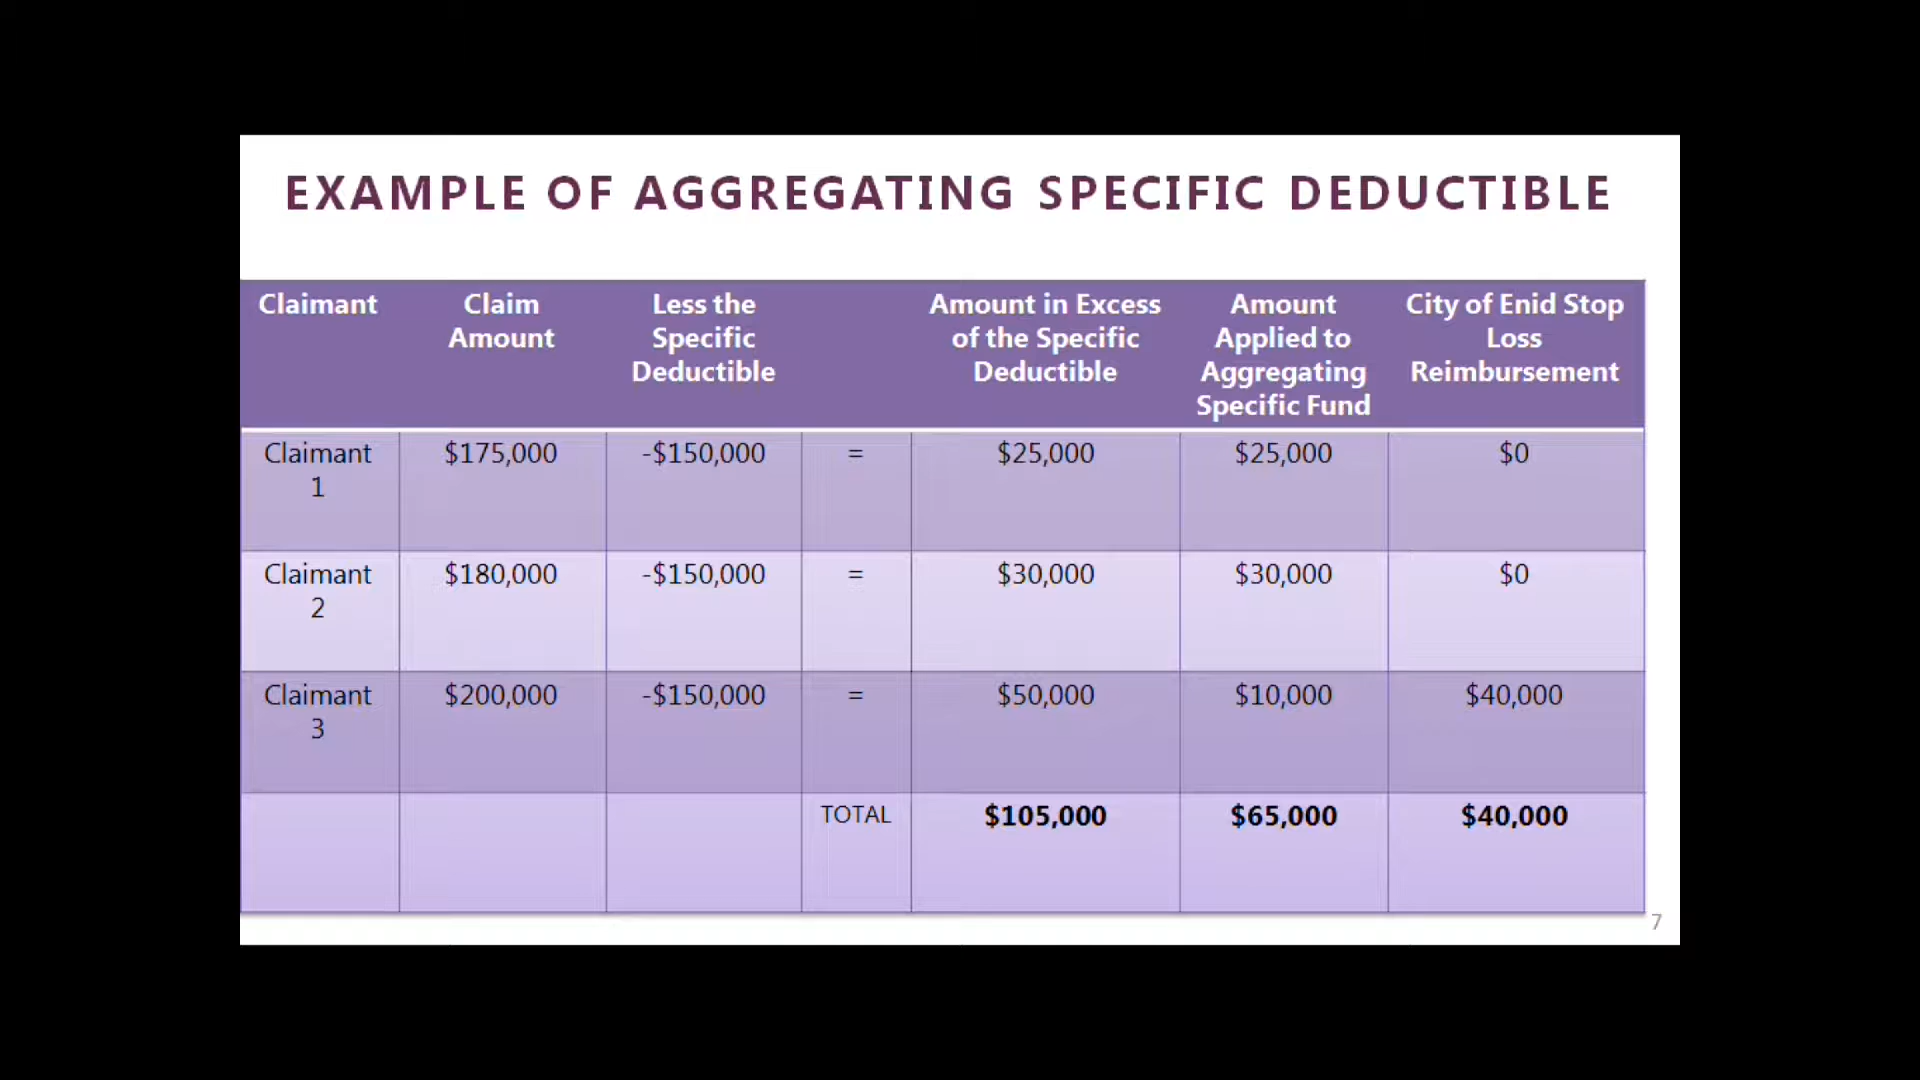 EXAMPLE OF AGGREGATING SPECIFIC DEDUCTIBLE
Claimant
Claim
Amount
Less the
Specific
Deductible
Amount in Excess
of the Specific
Deductible
Amount
Applied to
Aggregating
Specific Fund
City of Enid Stop
Loss
Reimbursement
Claimant
1
$175,000
-$150,000
=
$25,000
$25,000
$0
Claimant
2
$180,000
-$150,000
=
$30,000
$30,000
$0
Claimant
3
$200,000
-$150,000
=
$50,000
$10,000
$40,000
TOTAL
$105,000
$65,000
$40,000
7